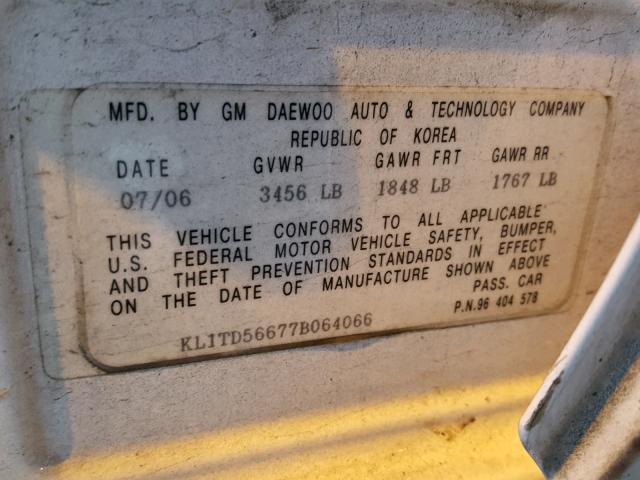 MFD. BY GM DAEWOO AUTO & TECHNOLOGY COMPANY
REPUBLIC OF KOREA
DATE GVWR GAWR FRT GAWR RR
07/06 3456 LB 1848 LB 1767 LB
THIS VEHICLE CONFORMS TO ALL APPLICABLE
U.S. FEDERAL MOTOR VEHICLE SAFETY, BUMPER,
AND THEFT PREVENTION STANDARDS IN EFFECT
ON THE DATE OF MANUFACTURE SHOWN ABOVE
PASS. CAR
P.N.96 404 578
KL1TD56677B064066